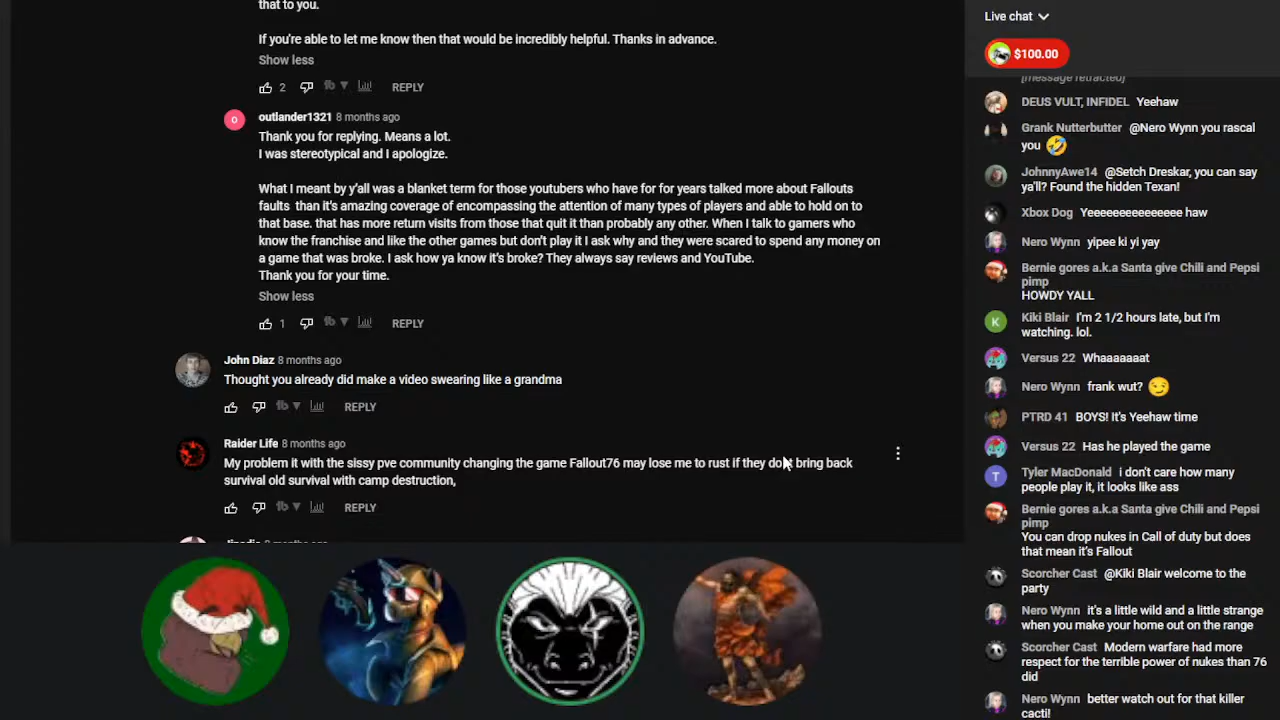 that to you.
If you're able to let me know then that would be incredibly helpful. Thanks in advance.
Show less
2
REPLY
outlander1321 8 months ago
Thank you for replying. Means a lot.
I was stereotypical and I apologize.
What I meant by y'all was a blanket term for those youtubers who have for for years talked more about Fallouts
faults than it's amazing coverage of encompassing the attention of many types of players and able to hold on to
that base. that has more return visits from those that quit it than probably any other. When I talk to gamers who
know the franchise and like the other games but don't play it I ask why and they were scared to spend any money on
a game that was broke. I ask how ya know it's broke? They always say reviews and YouTube.
Thank you for your time.
Show less
1
REPLY
John Diaz 8 months ago
Thought you already did make a video swearing like a grandma
REPLY
Raider Life 8 months ago
My problem it with the sissy pve community changing the game Fallout76 may lose me to rust if they dont bring back
survival old survival with camp destruction,
REPLY
Live chat
$100.00
[message retracted]
DEUS VULT, INFIDEL Yeehaw
Grank Nutterbutter @Nero Wynn you rascal
you 🤣
JohnnyAwe14 @Setch Dreskar, you can say
ya'll? Found the hidden Texan!
Xbox Dog Yeeeeeeeeeeeeee haw
Nero Wynn yipee ki yi yay
Bernie gores a.k.a Santa give Chili and Pepsi
pimp
HOWDY YALL
Kiki Blair I'm 2 1/2 hours late, but I'm
watching. lol.
Versus 22 Whaaaaaaat
Nero Wynn frank wut? 😏
PTRD 41 BOYS! It's Yeehaw time
Versus 22 Has he played the game
Tyler MacDonald i don't care how many
people play it, it looks like ass
Bernie gores a.k.a Santa give Chili and Pepsi
pimp
You can drop nukes in Call of duty but does
that mean it's Fallout
Scorcher Cast @Kiki Blair welcome to the
party
Nero Wynn it's a little wild and a little strange
when you make your home out on the range
Scorcher Cast Modern warfare had more
respect for the terrible power of nukes than 76
did
Nero Wynn better watch out for that killer
cacti!